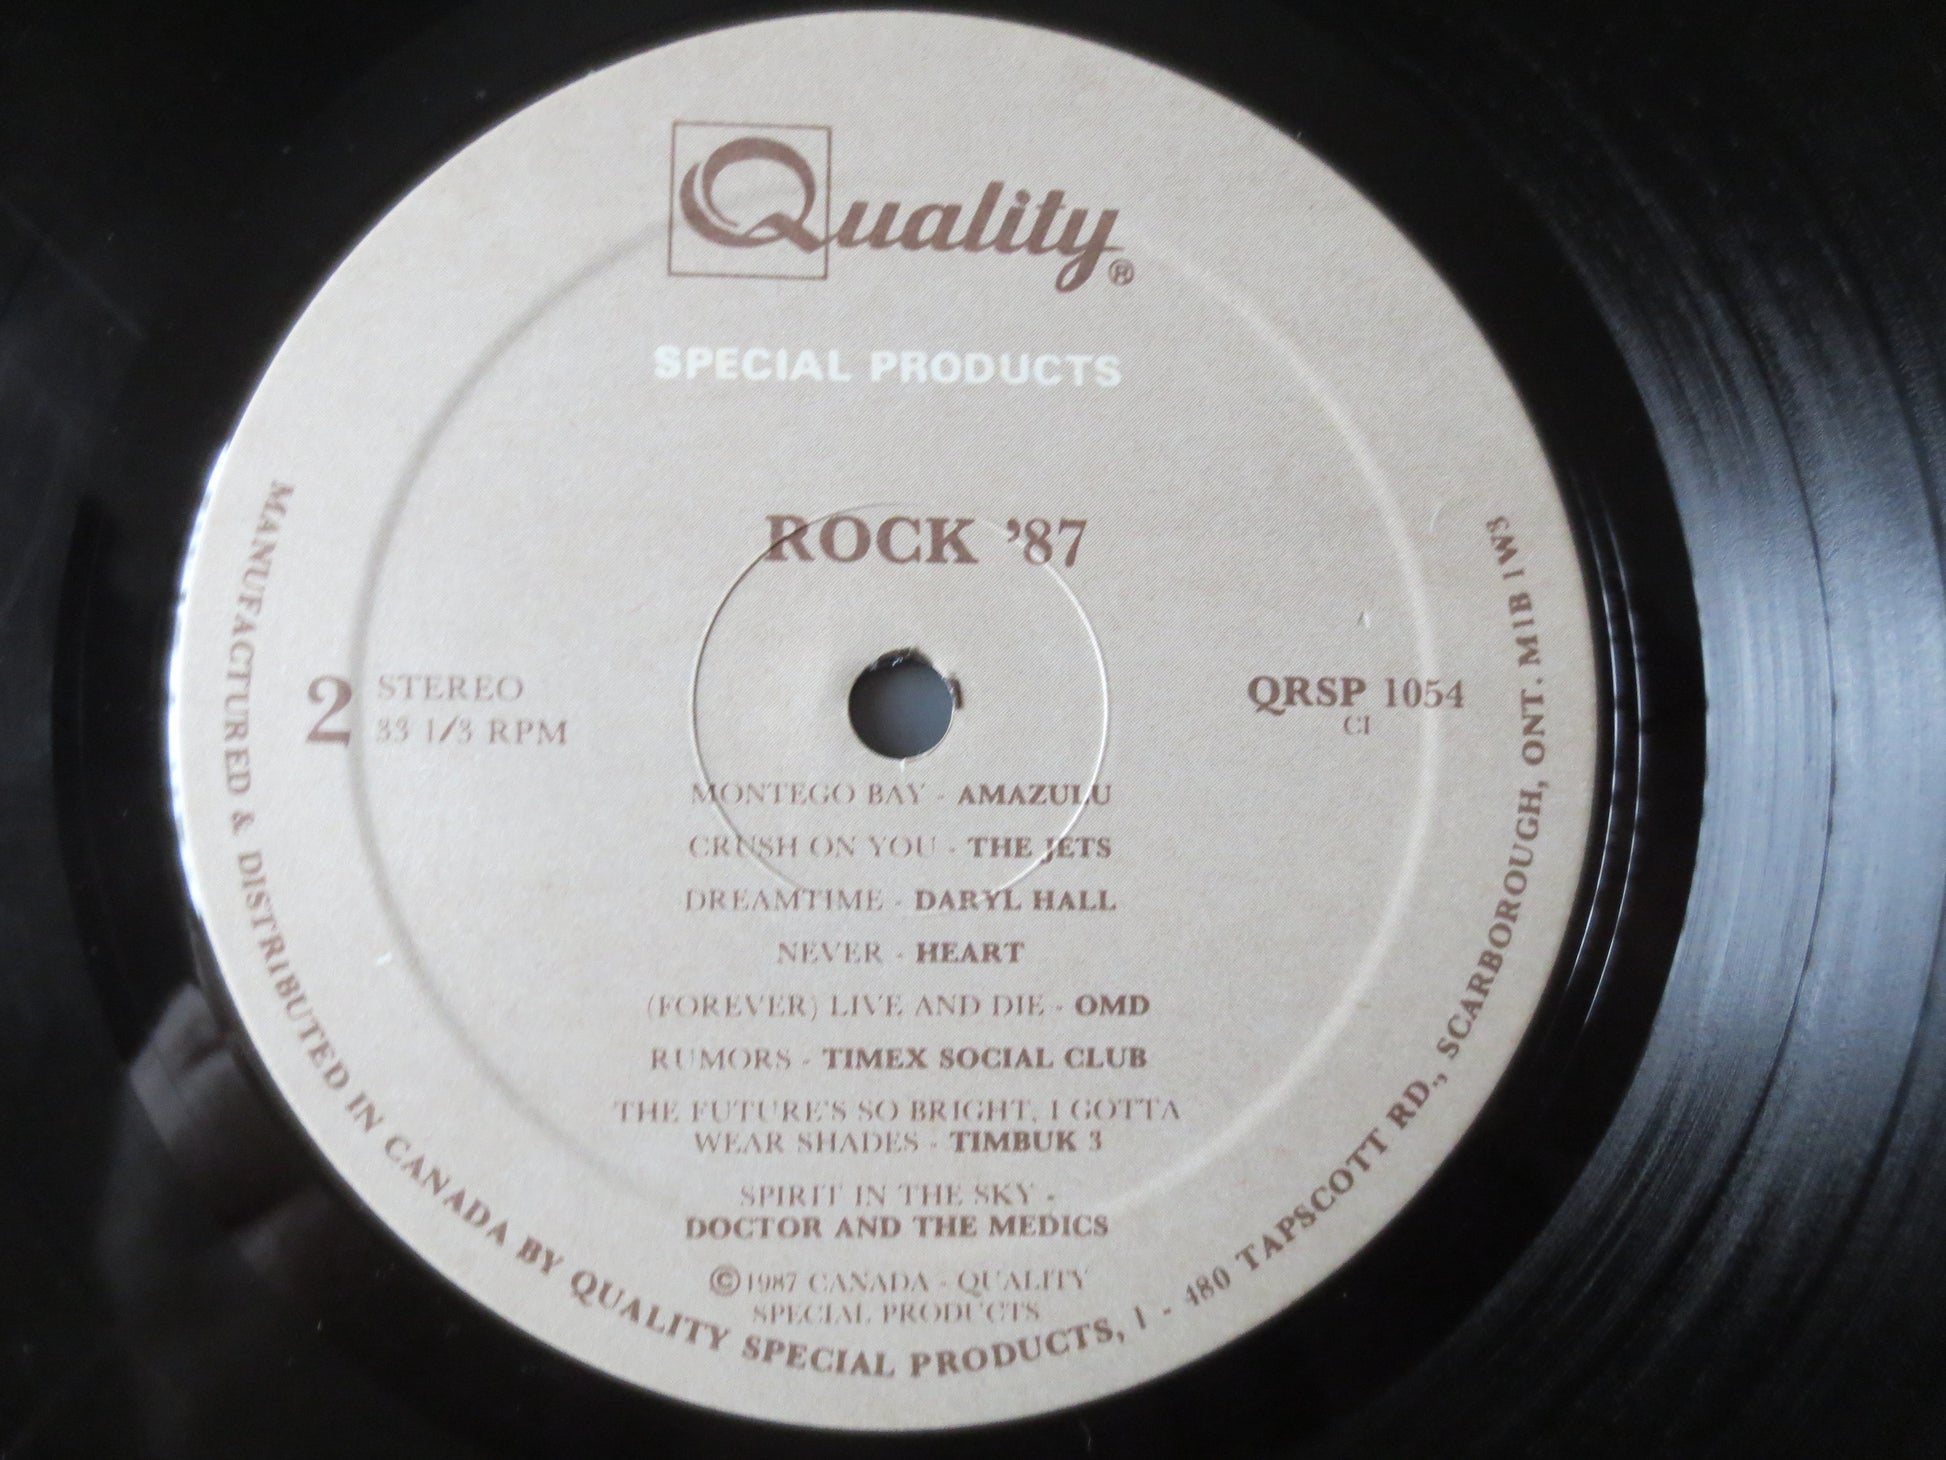 Quality®
SPECIAL PRODUCTS
ROCK '87
2 STEREO
33 1/3 RPM
QRSP 1054
CI
MONTEGO BAY - AMAZULU
CRUSH ON YOU - THE JETS
DREAMTIME - DARYL HALL
NEVER - HEART
(FOREVER) LIVE AND DIE - OMD
RUMORS - TIMEX SOCIAL CLUB
THE FUTURE'S SO BRIGHT, I GOTTA
WEAR SHADES - TIMBUK 3
SPIRIT IN THE SKY -
DOCTOR AND THE MEDICS
©1987 CANADA - QUALITY
SPECIAL PRODUCTS
MANUFACTURED & DISTRIBUTED IN CANADA BY QUALITY SPECIAL PRODUCTS, 1 - 480 TAPSCOTT RD., SCARBOROUGH, ONT. M1B 1W3